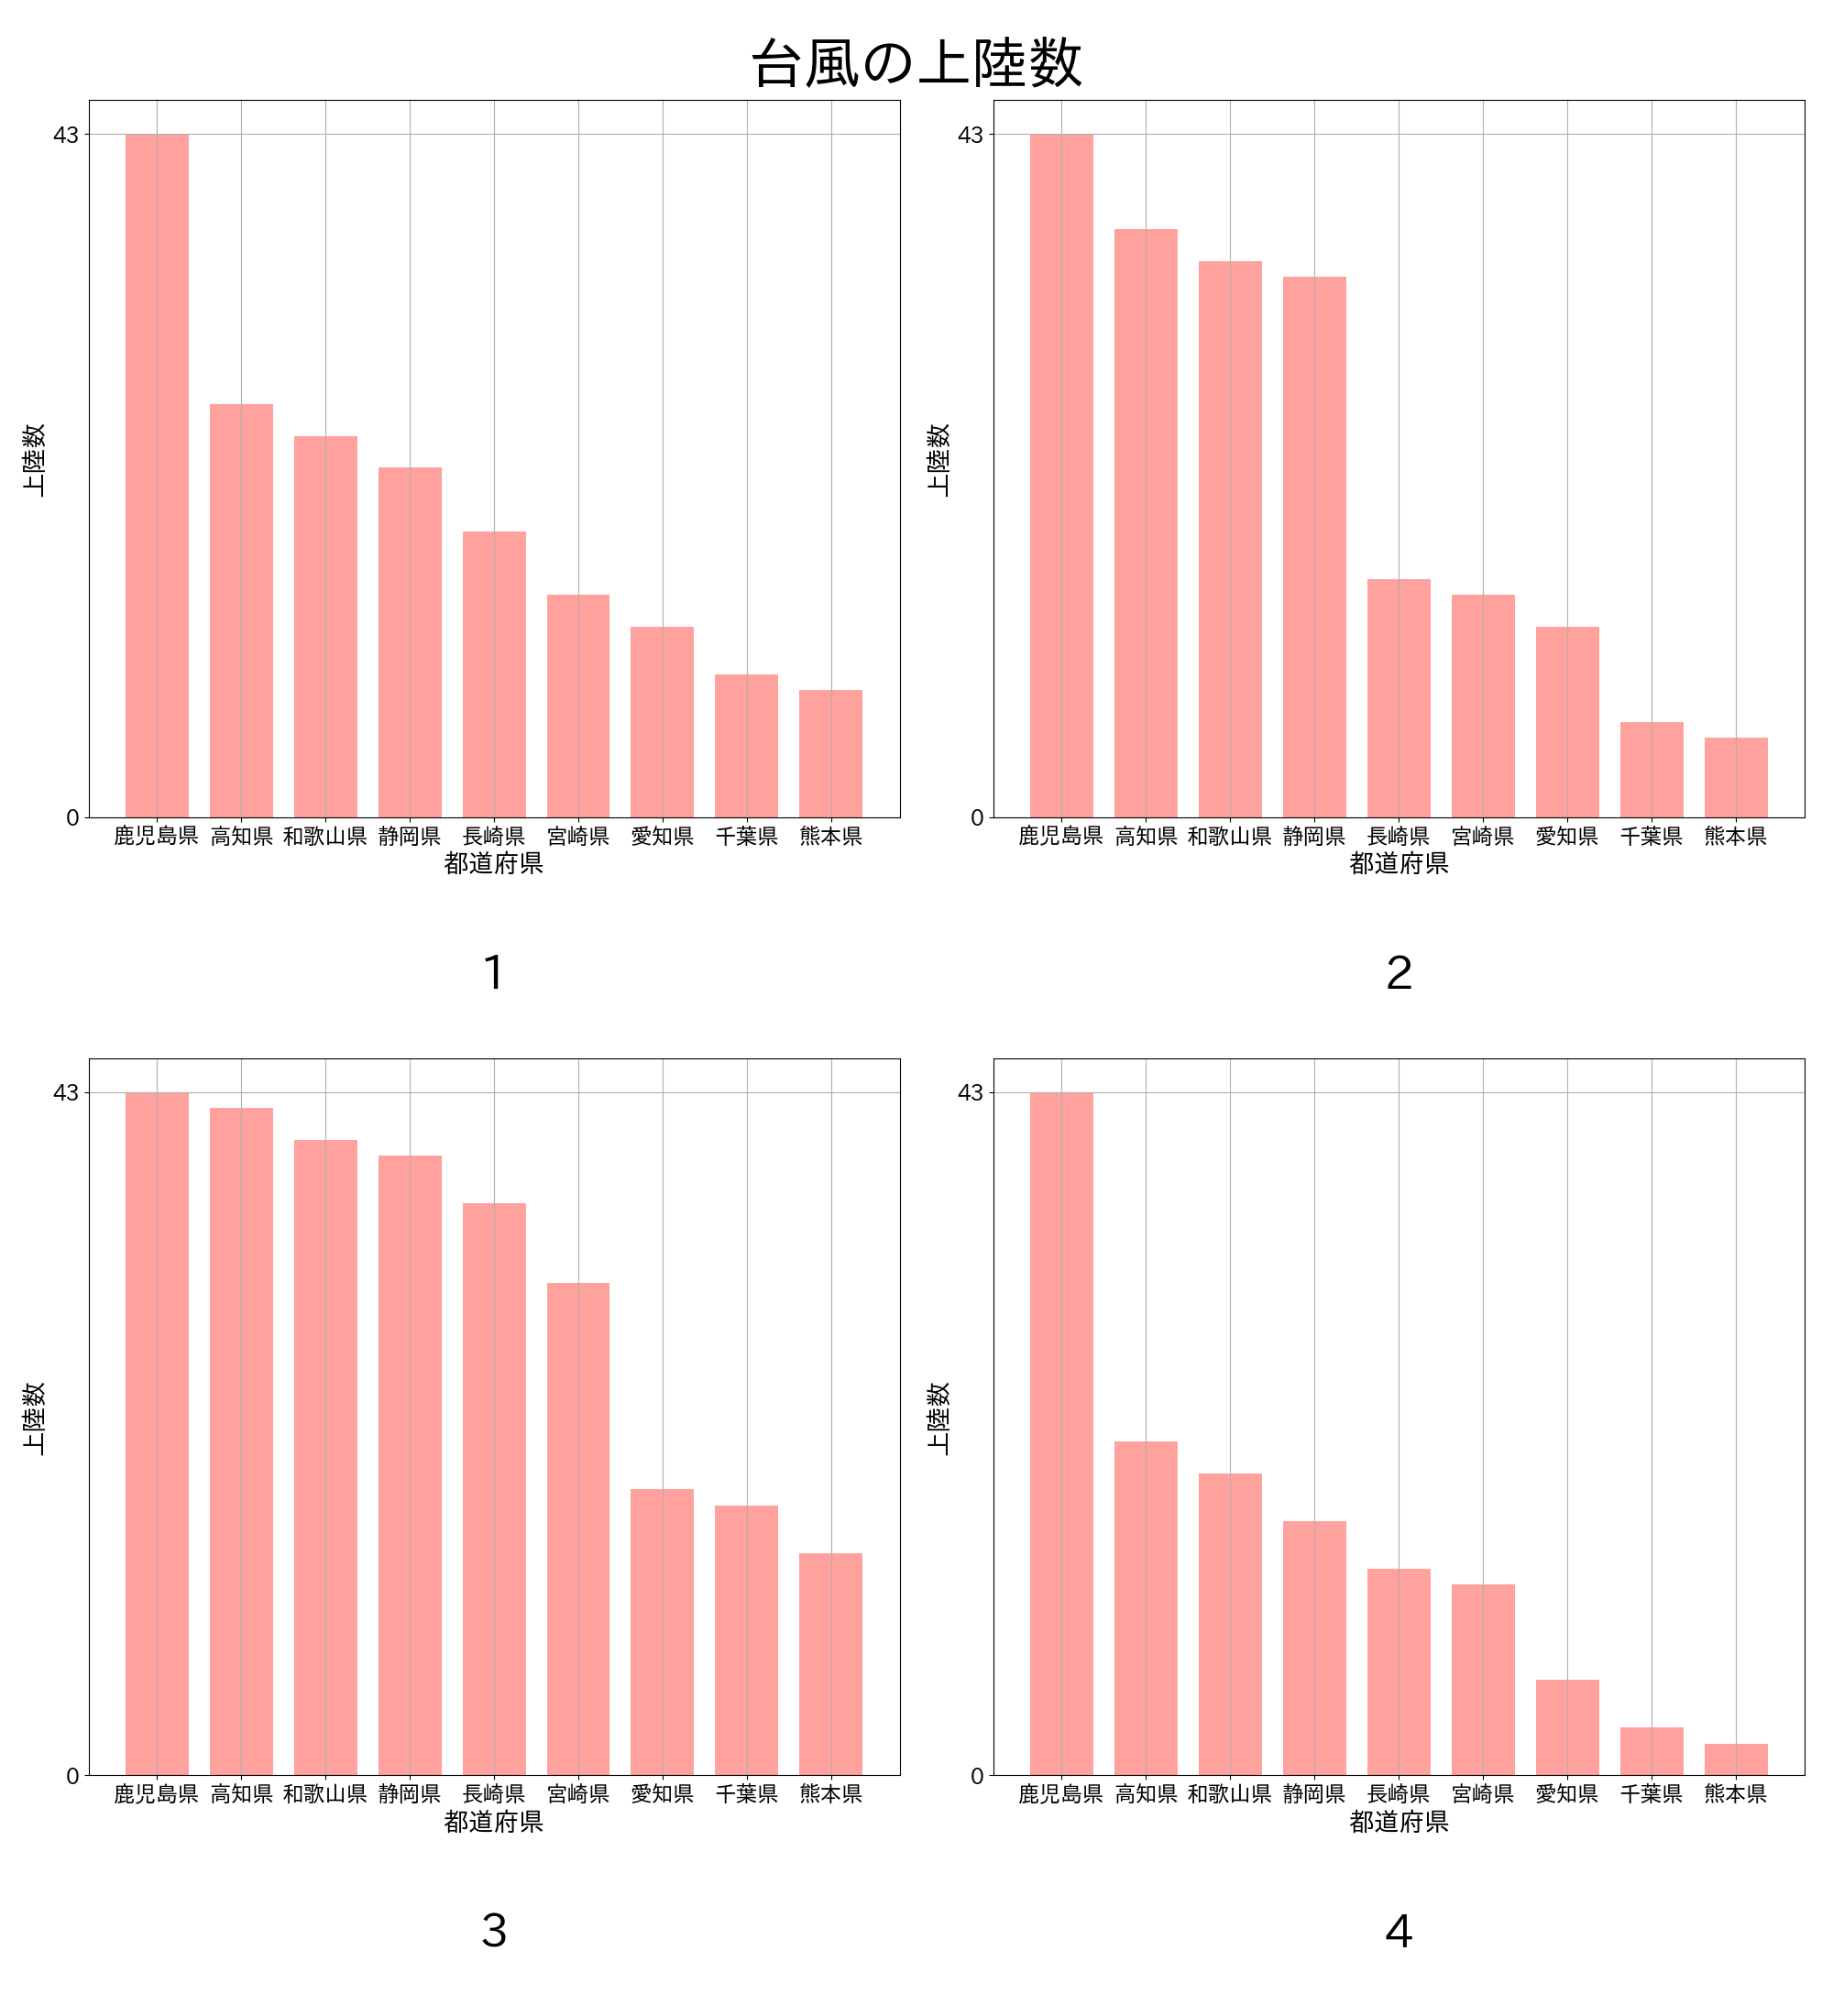 台風の上陸数
43
0
上陸数
鹿児島県 高知県 和歌山県 静岡県 長崎県 宮崎県 愛知県 千葉県 熊本県
都道府県
1
43
0
上陸数
鹿児島県 高知県 和歌山県 静岡県 長崎県 宮崎県 愛知県 千葉県 熊本県
都道府県
2
43
0
上陸数
鹿児島県 高知県 和歌山県 静岡県 長崎県 宮崎県 愛知県 千葉県 熊本県
都道府県
3
43
0
上陸数
鹿児島県 高知県 和歌山県 静岡県 長崎県 宮崎県 愛知県 千葉県 熊本県
都道府県
4